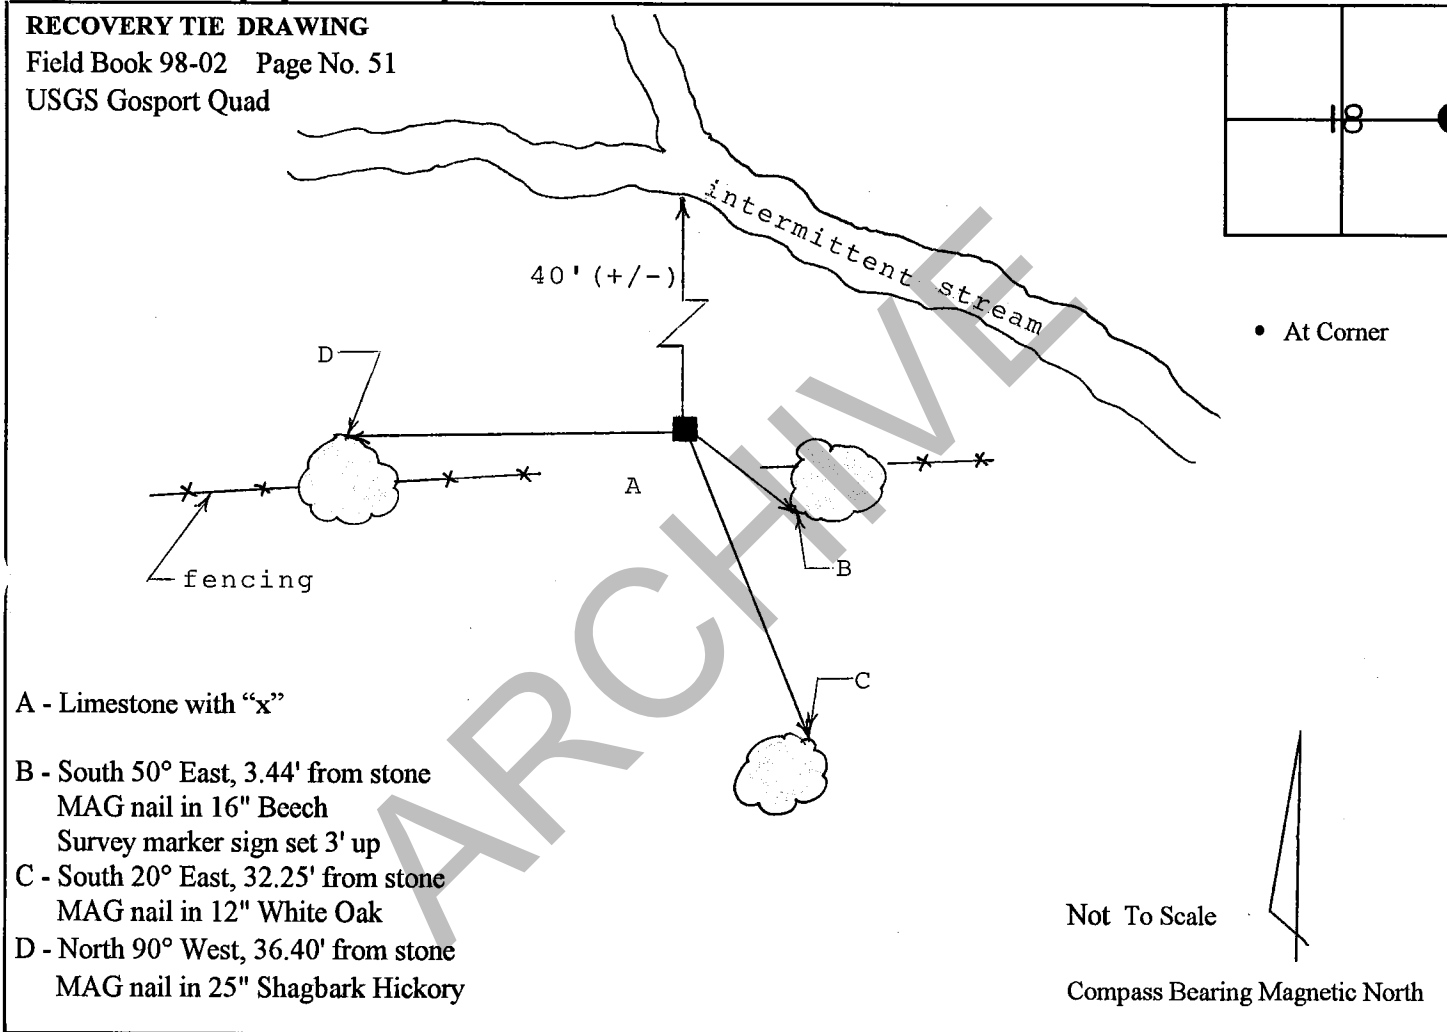 RECOVERY TIE DRAWING
Field Book 98-02 Page No. 51
USGS Gosport Quad
18
intermittent stream
40' (+/-)
• At Corner
D
A
B
fencing
C
A - Limestone with “x”
B - South 50° East, 3.44' from stone
MAG nail in 16" Beech
Survey marker sign set 3' up
C - South 20° East, 32.25' from stone
MAG nail in 12" White Oak
D - North 90° West, 36.40' from stone
MAG nail in 25" Shagbark Hickory
Not To Scale
Compass Bearing Magnetic North
ARCHIVE